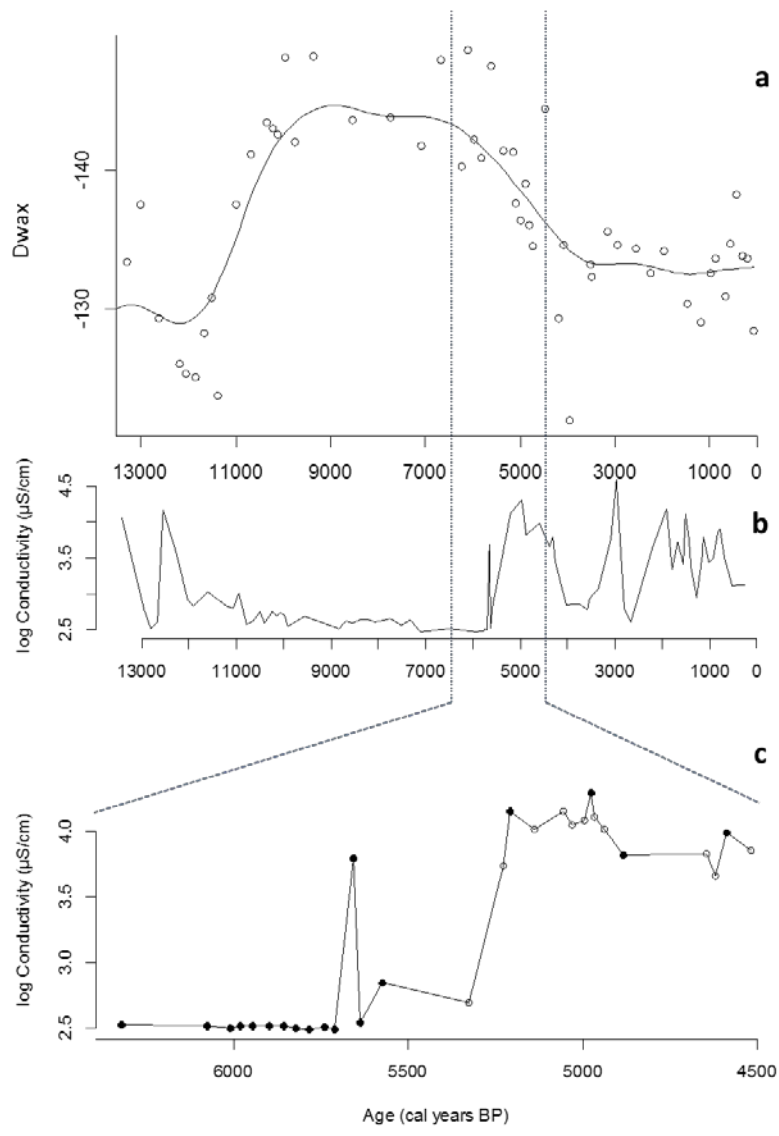 a
Dwax
-140
-130
13000 11000 9000 7000 5000 3000 1000 0
b
log Conductivity (µS/cm)
4.5
3.5
2.5
13000 11000 9000 7000 5000 3000 1000 0
c
log Conductivity (µS/cm)
4.0
3.5
3.0
2.5
6000 5500 5000 4500
Age (cal years BP)